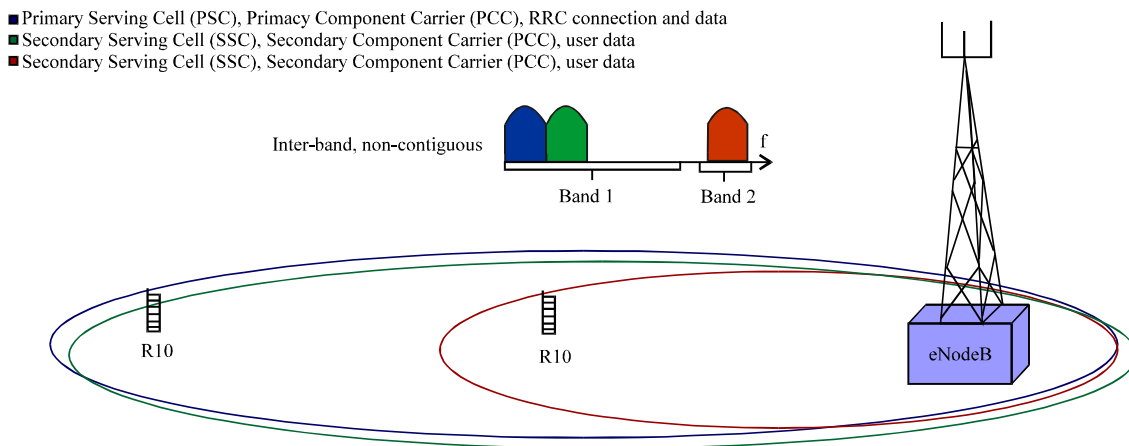 Primary Serving Cell (PSC), Primacy Component Carrier (PCC), RRC connection and data
Secondary Serving Cell (SSC), Secondary Component Carrier (PCC), user data
Secondary Serving Cell (SSC), Secondary Component Carrier (PCC), user data
Inter-band, non-contiguous
f
Band 1
Band 2
R10
R10
eNodeB